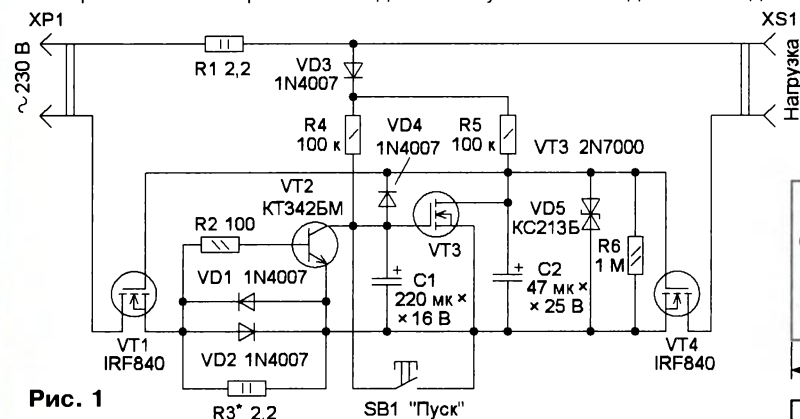 XP1
XS1
~230 В
R1 2,2
VD3
1N4007
Нагрузка
R4
100 к
VD4
1N4007
R5
100 к
VT3 2N7000
VT2
КТ342БМ
R2 100
VT3
VD5
КС213Б
R6
1 М
VD1 1N4007
+
C1
220 мк ×
× 16 В
+
C2
47 мк ×
× 25 В
VT1
IRF840
VD2 1N4007
VT4
IRF840
Рис. 1
R3* 2,2
SB1 "Пуск"